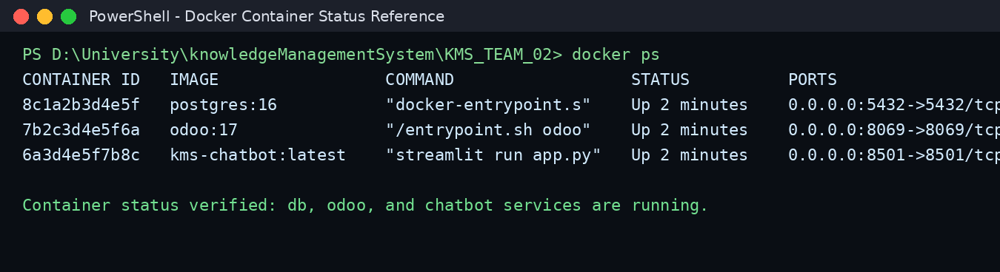 PowerShell - Docker Container Status Reference
PS D:\University\knowledgeManagementSystem\KMS_TEAM_02> docker ps
CONTAINER ID   IMAGE                 COMMAND                  STATUS          PORTS
8c1a2b3d4e5f   postgres:16           "docker-entrypoint.s"    Up 2 minutes    0.0.0.0:5432->5432/tcp
7b2c3d4e5f6a   odoo:17               "/entrypoint.sh odoo"    Up 2 minutes    0.0.0.0:8069->8069/tcp
6a3d4e5f7b8c   kms-chatbot:latest    "streamlit run app.py"   Up 2 minutes    0.0.0.0:8501->8501/tcp
Container status verified: db, odoo, and chatbot services are running.